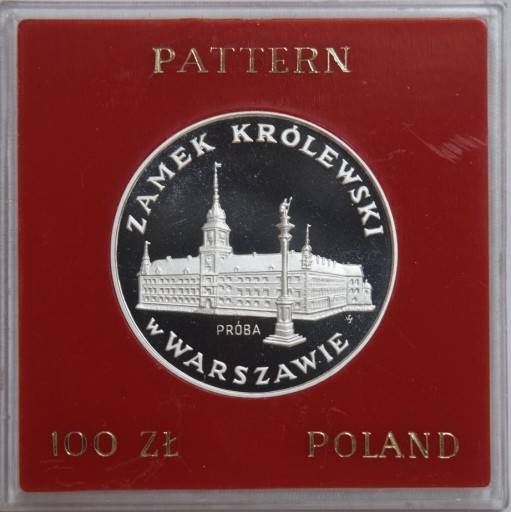 PATTERN
ZAMEK KRÓLEWSKI
PRÓBA
w WARSZAWIE
100 ZŁ POLAND